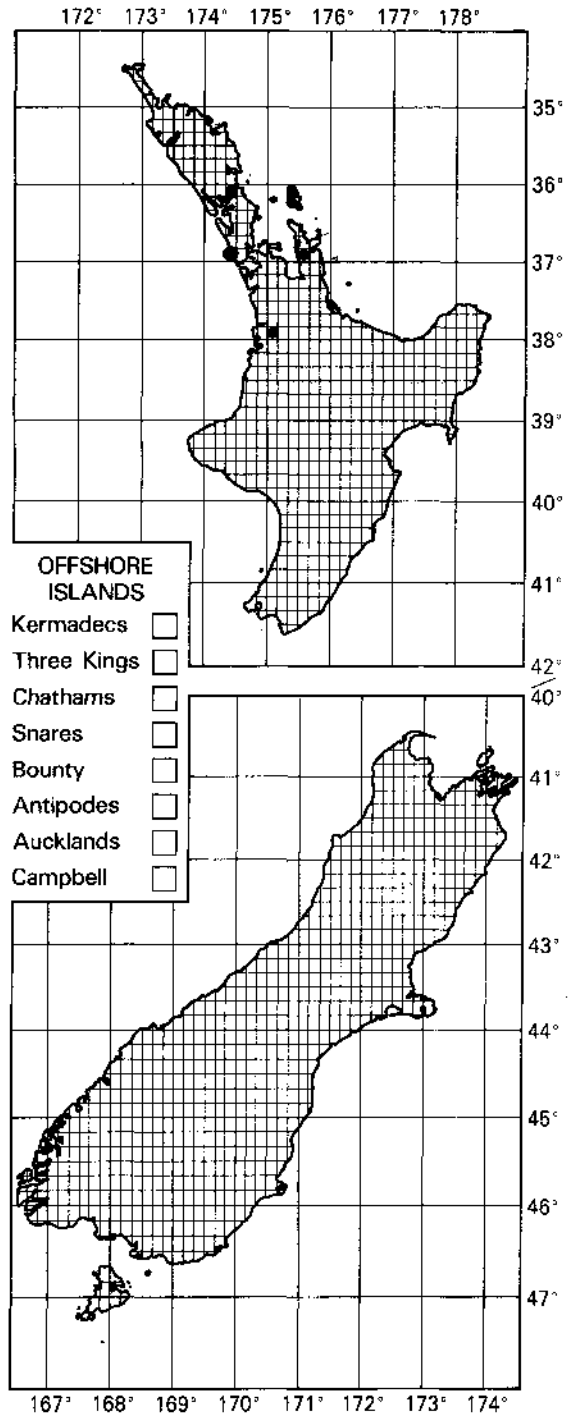 172° 173° 174° 175° 176° 177° 178°
35°
36°
37°
38°
39°
40°
41°
42°
OFFSHORE
ISLANDS
Kermadecs
Three Kings
Chathams
Snares
Bounty
Antipodes
Aucklands
Campbell
40°
41°
42°
43°
44°
45°
46°
47°
167° 168° 169° 170° 171° 172° 173° 174°